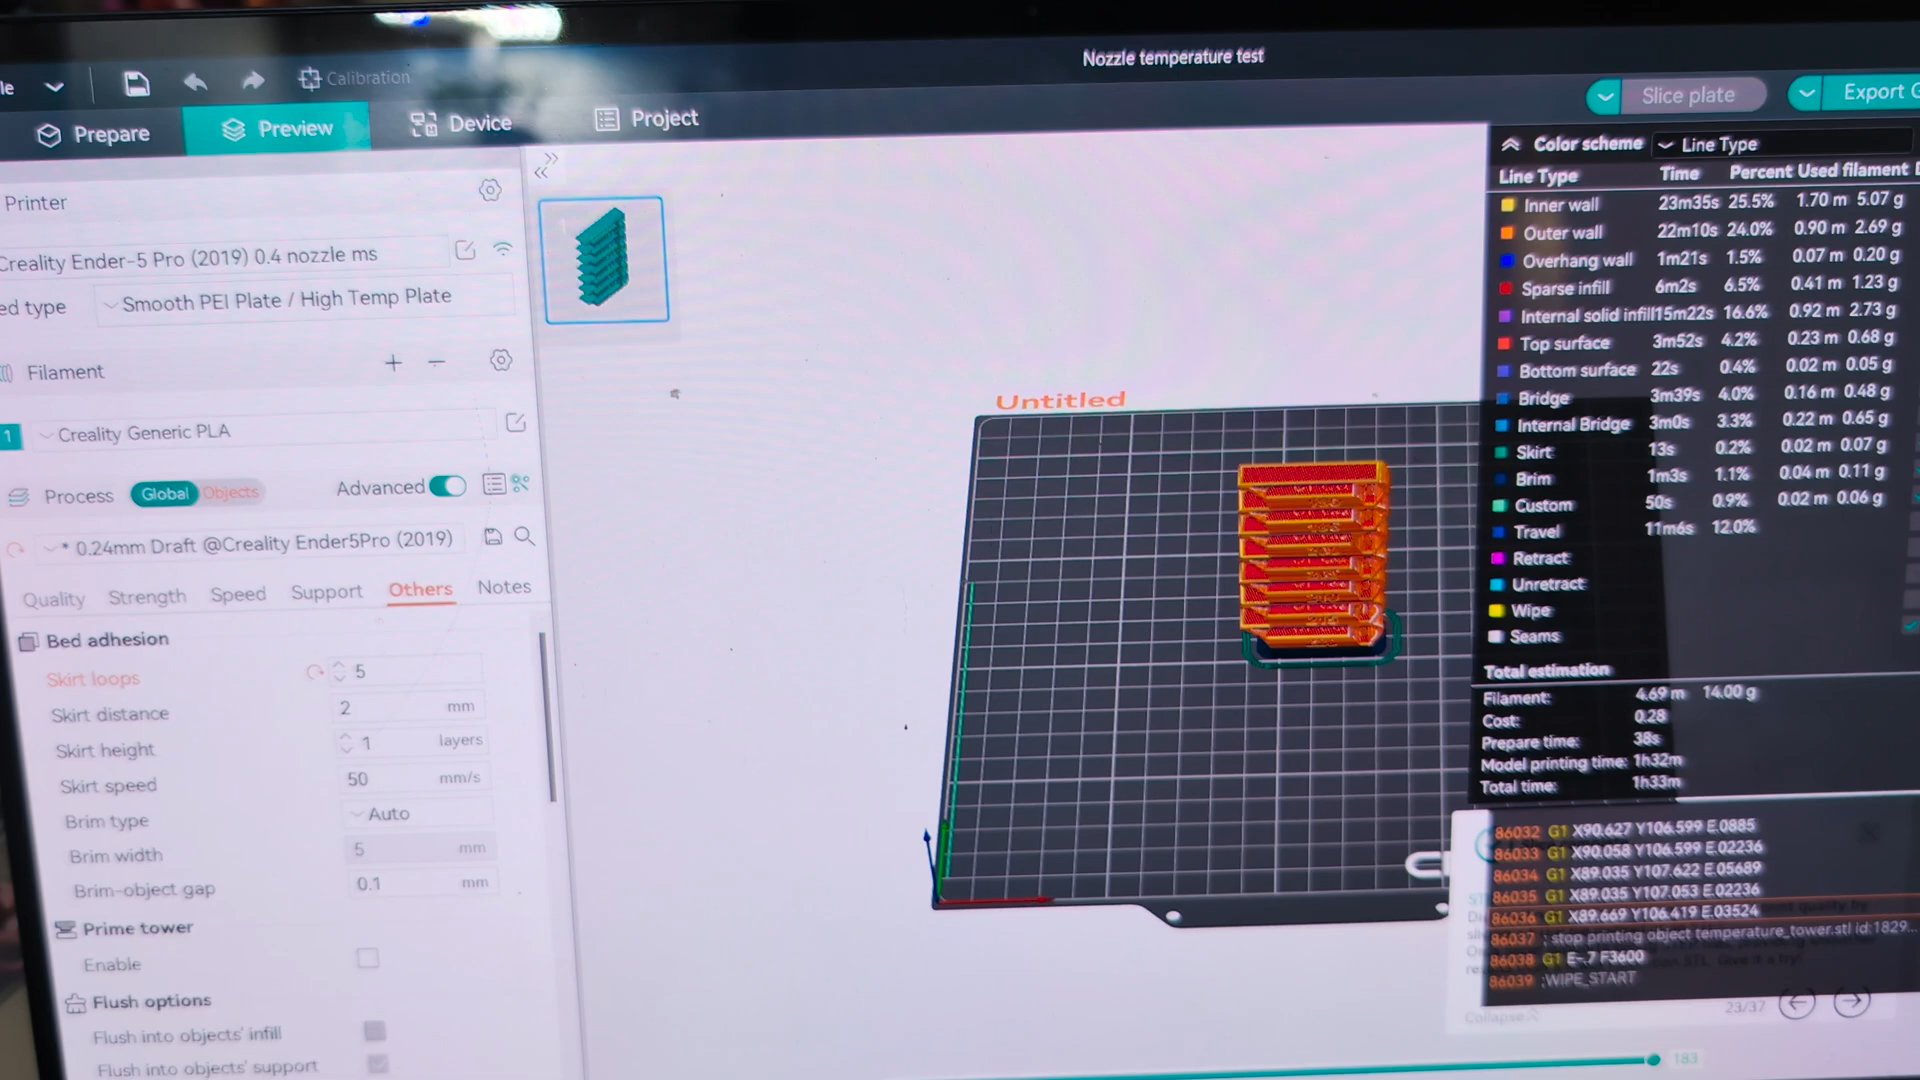 Nozzle temperature test
le
Calibration
Slice plate
Export G
Prepare
Preview
Device
Project
Printer
Creality Ender-5 Pro (2019) 0.4 nozzle ms
ed type
Smooth PEI Plate / High Temp Plate
Filament
1
Creality Generic PLA
Process
Global
Objects
Advanced
* 0.24mm Draft @Creality Ender5Pro (2019)
Quality
Strength
Speed
Support
Others
Notes
Bed adhesion
Skirt loops 5
Skirt distance 2 mm
Skirt height 1 layers
Skirt speed 50 mm/s
Brim type Auto
Brim width 5 mm
Brim-object gap 0.1 mm
Prime tower
Enable
Flush options
Flush into objects' infill
Flush into objects' support
Untitled
Color scheme Line Type
Line Type Time Percent Used filament D
Inner wall 23m35s 25.5% 1.70 m 5.07 g
Outer wall 22m10s 24.0% 0.90 m 2.69 g
Overhang wall 1m21s 1.5% 0.07 m 0.20 g
Sparse infill 6m2s 6.5% 0.41 m 1.23 g
Internal solid infill 15m22s 16.6% 0.92 m 2.73 g
Top surface 3m52s 4.2% 0.23 m 0.68 g
Bottom surface 22s 0.4% 0.02 m 0.05 g
Bridge 3m39s 4.0% 0.16 m 0.48 g
Internal Bridge 3m0s 3.3% 0.22 m 0.65 g
Skirt 13s 0.2% 0.02 m 0.07 g
Brim 1m3s 1.1% 0.04 m 0.11 g
Custom 50s 0.9% 0.02 m 0.06 g
Travel 11m6s 12.0%
Retract
Unretract
Wipe
Seams
Total estimation
Filament: 4.69 m 14.00 g
Cost: 0.28
Prepare time: 38s
Model printing time: 1h32m
Total time: 1h33m
86032 G1 X90.627 Y106.599 E.0885
86033 G1 X90.058 Y106.599 E.02236
86034 G1 X89.035 Y107.622 E.05689
86035 G1 X89.035 Y107.053 E.02236
86036 G1 X89.669 Y106.419 E.03524
86037 ; stop printing object temperature_tower.stl id:1829...
86038 G1 E-.7 F3600
86039 ;WIPE_START
Collapse
23/37
183